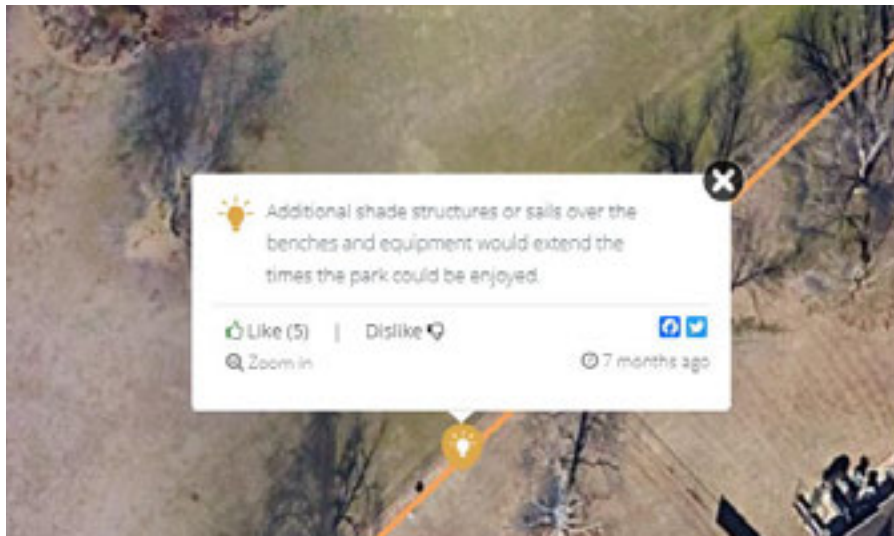 Additional shade structures or sails over the
benches and equipment would extend the
times the park could be enjoyed.
Like (5) | Dislike
Zoom in 7 months ago